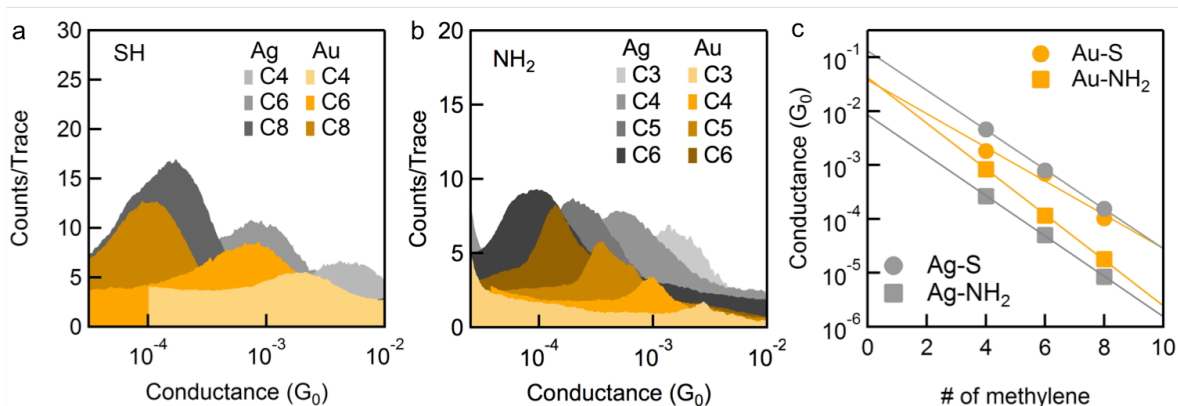 a
30
25
20
15
10
5
0
Counts/Trace
SH
Ag Au
C4 C4
C6 C6
C8 C8
10-4 10-3 10-2
Conductance (G0)
b
20
15
10
5
0
Counts/Trace
NH2
Ag Au
C3 C3
C4 C4
C5 C5
C6 C6
10-4 10-3 10-2
Conductance (G0)
c
10-1
10-2
10-3
10-4
10-5
10-6
Conductance (G0)
Au-S
Au-NH2
Ag-S
Ag-NH2
0 2 4 6 8 10
# of methylene